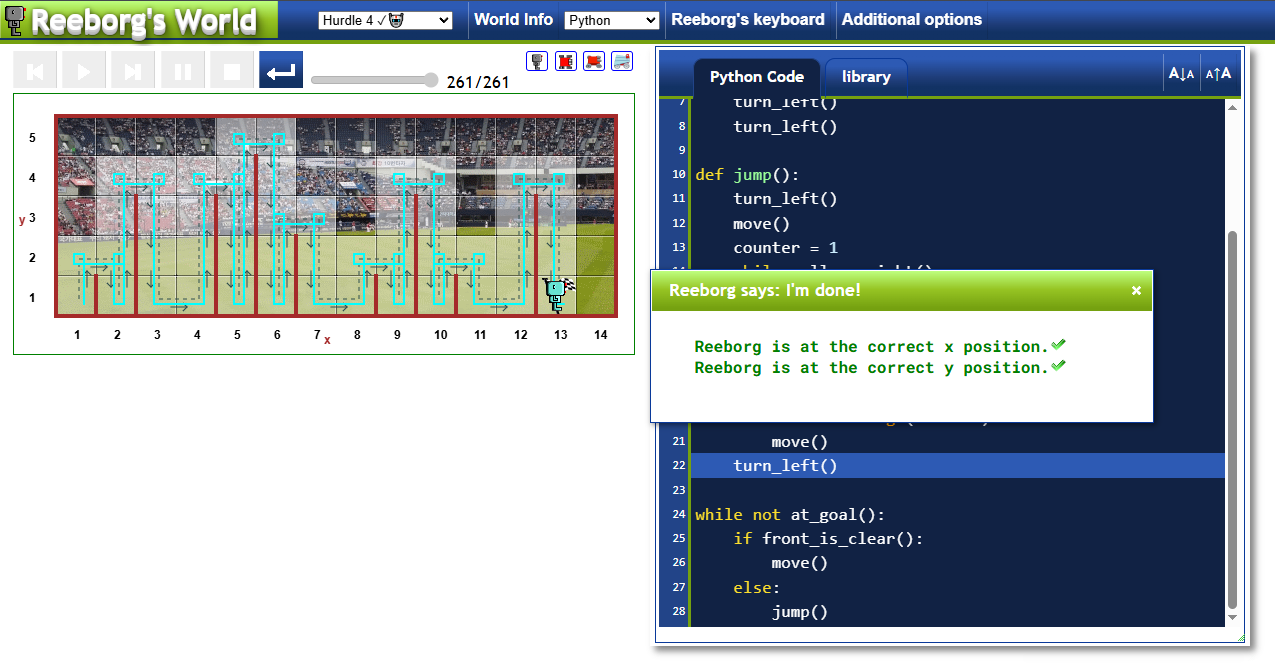 Reeborg's World
Hurdle 4 ✓
World Info
Python
Reeborg's keyboard
Additional options
261/261
5
4
y 3
2
1
1 2 3 4 5 6 7 8 9 10 11 12 13 14
x
Python Code
library
A↓A
A↑A
7 turn_left()
8 turn_left()
9
10 def jump():
11 turn_left()
12 move()
13 counter = 1
Reeborg says: I'm done!
×
Reeborg is at the correct x position.✔
Reeborg is at the correct y position.✔
21 move()
22 turn_left()
23
24 while not at_goal():
25 if front_is_clear():
26 move()
27 else:
28 jump()